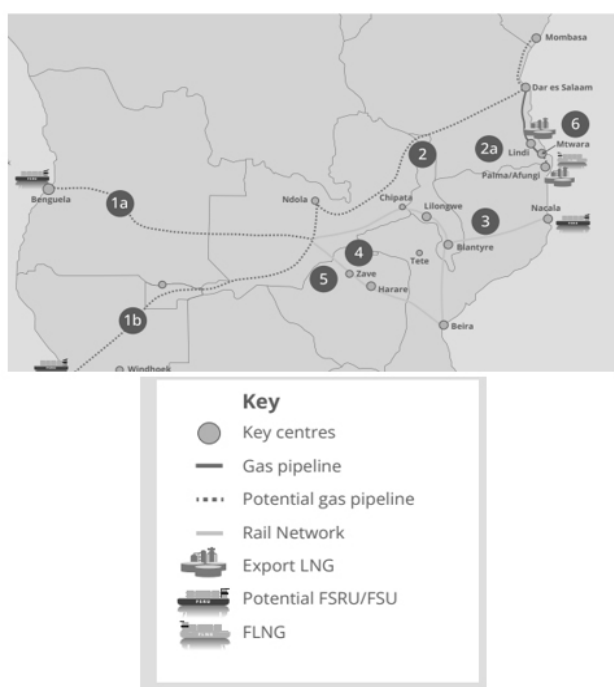 Mombasa
Dar es Salaam
6
2
2a
Lindi
Mtwara
Palma/Afungi
Benguela
1a
Ndola
Chipata
Lilongwe
3
Nacala
Blantyre
4
Tete
5
Zave
Harare
1b
Beira
Windhoek
Key
Key centres
Gas pipeline
Potential gas pipeline
Rail Network
Export LNG
FSRU
Potential FSRU/FSU
FLNG
FLNG